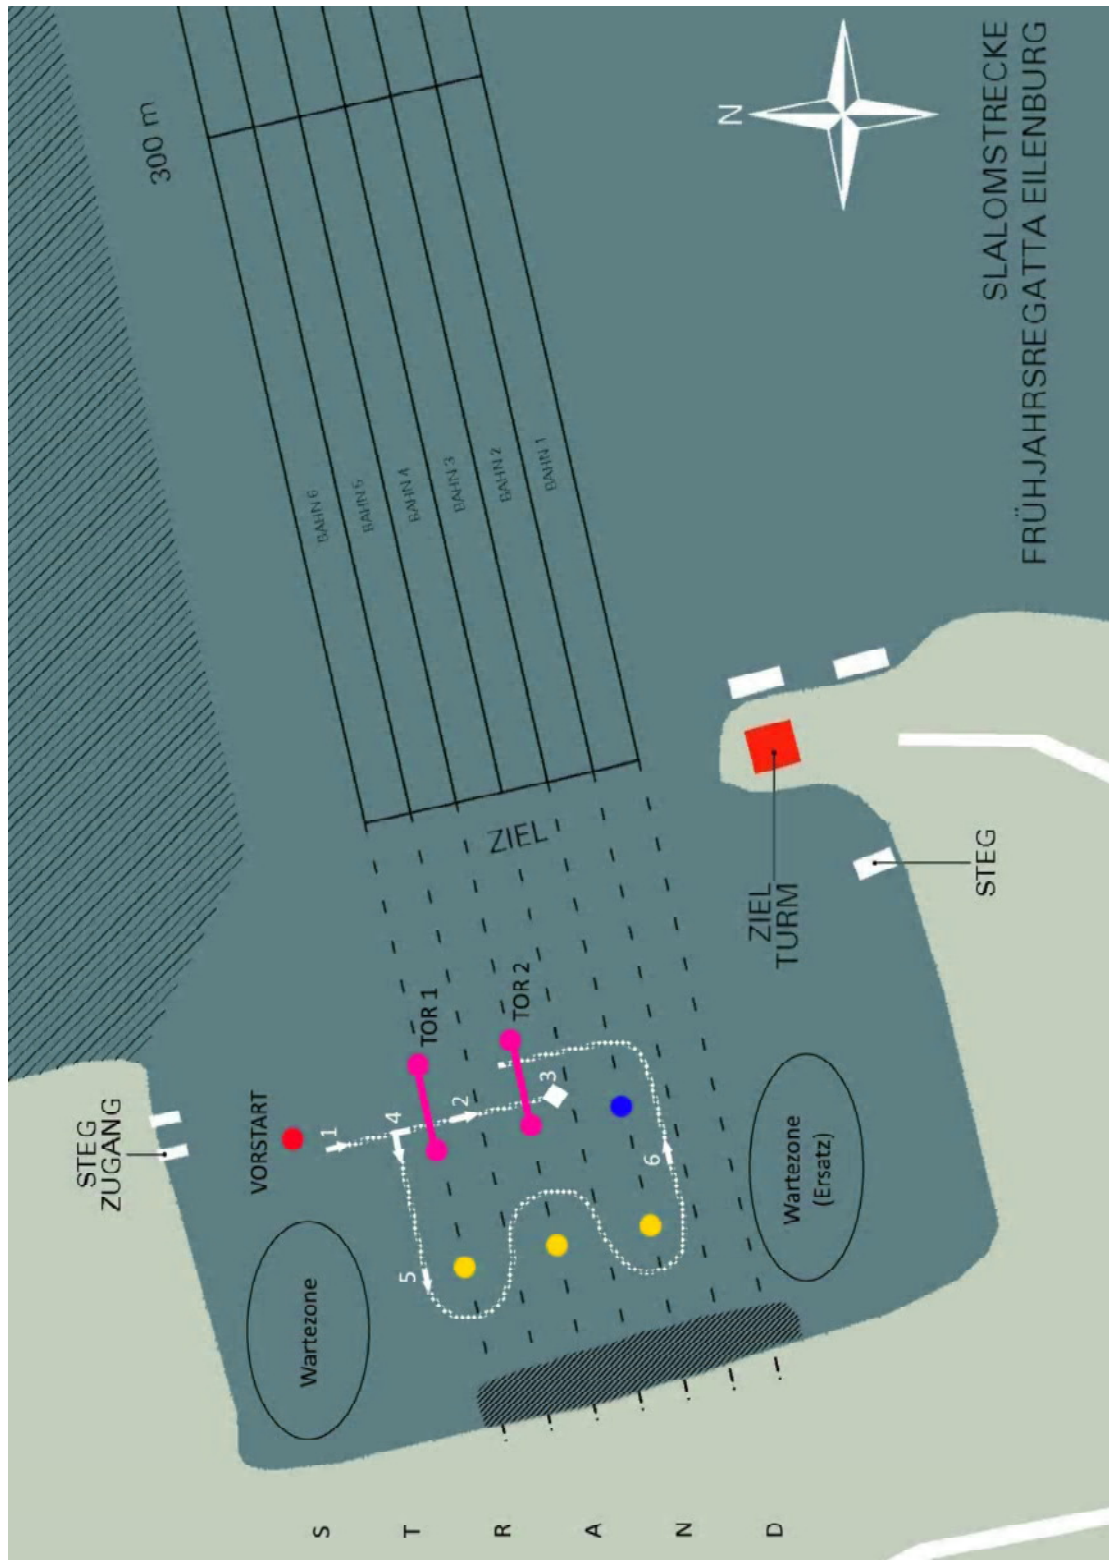 STEG
ZUGANG
300 m
VORSTART
Wartezone
1
BAHN 6
BAHN 5
BAHN 4
BAHN 3
BAHN 2
BAHN 1
4
5
TOR 1
2
TOR 2
ZIEL
3
6
S
T
R
A
N
D
N
ZIEL
TURM
Wartezone
(Ersatz)
STEG
SLALOMSTRECKE
FRÜHJAHRSREGATTA EILENBURG